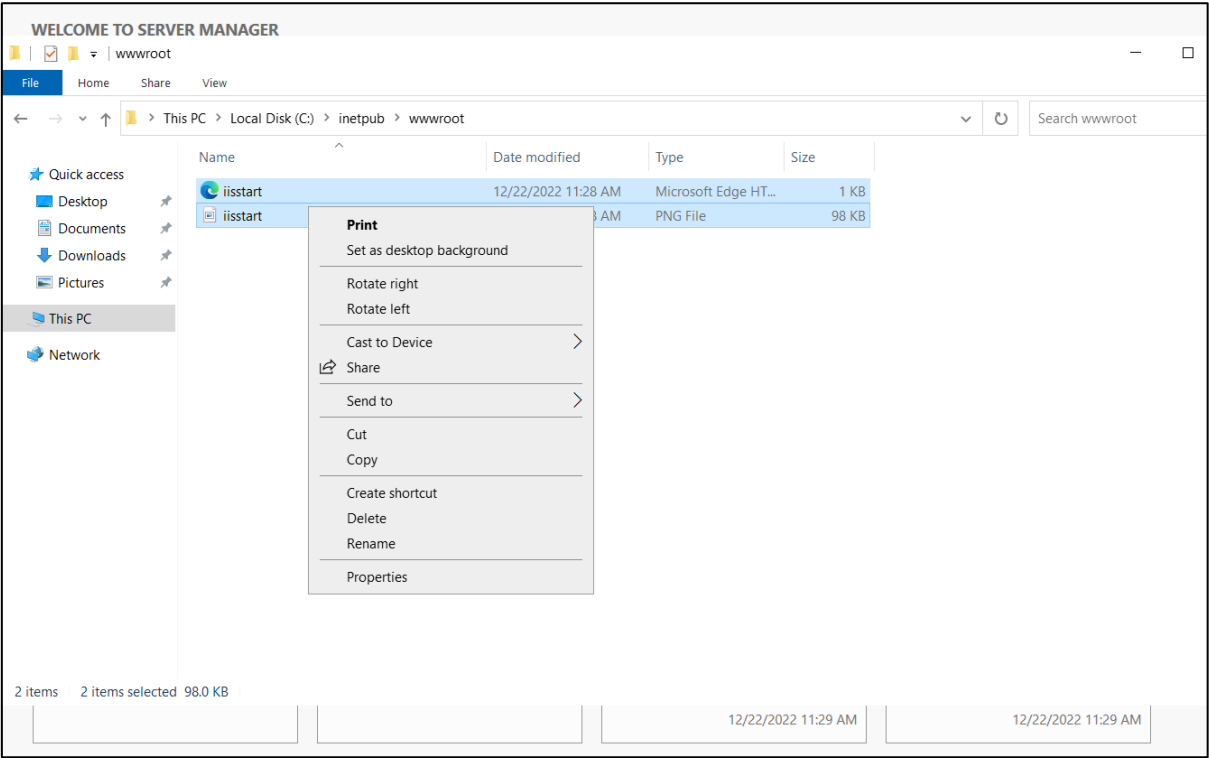 WELCOME TO SERVER MANAGER
wwwroot
File Home Share View
This PC > Local Disk (C:) > inetpub > wwwroot
Search wwwroot
Name Date modified Type Size
Quick access
iisstart 12/22/2022 11:28 AM Microsoft Edge HT... 1 KB
Desktop
iisstart 8 AM PNG File 98 KB
Documents
Downloads
Pictures
This PC
Network
Print
Set as desktop background
Rotate right
Rotate left
Cast to Device
Share
Send to
Cut
Copy
Create shortcut
Delete
Rename
Properties
2 items 2 items selected 98.0 KB
12/22/2022 11:29 AM 12/22/2022 11:29 AM